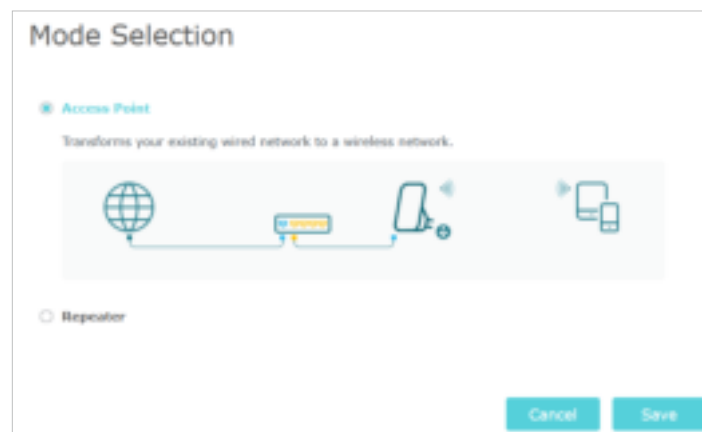 Mode Selection
Access Point
Transforms your existing wired network to a wireless network.
Repeater
Cancel Save